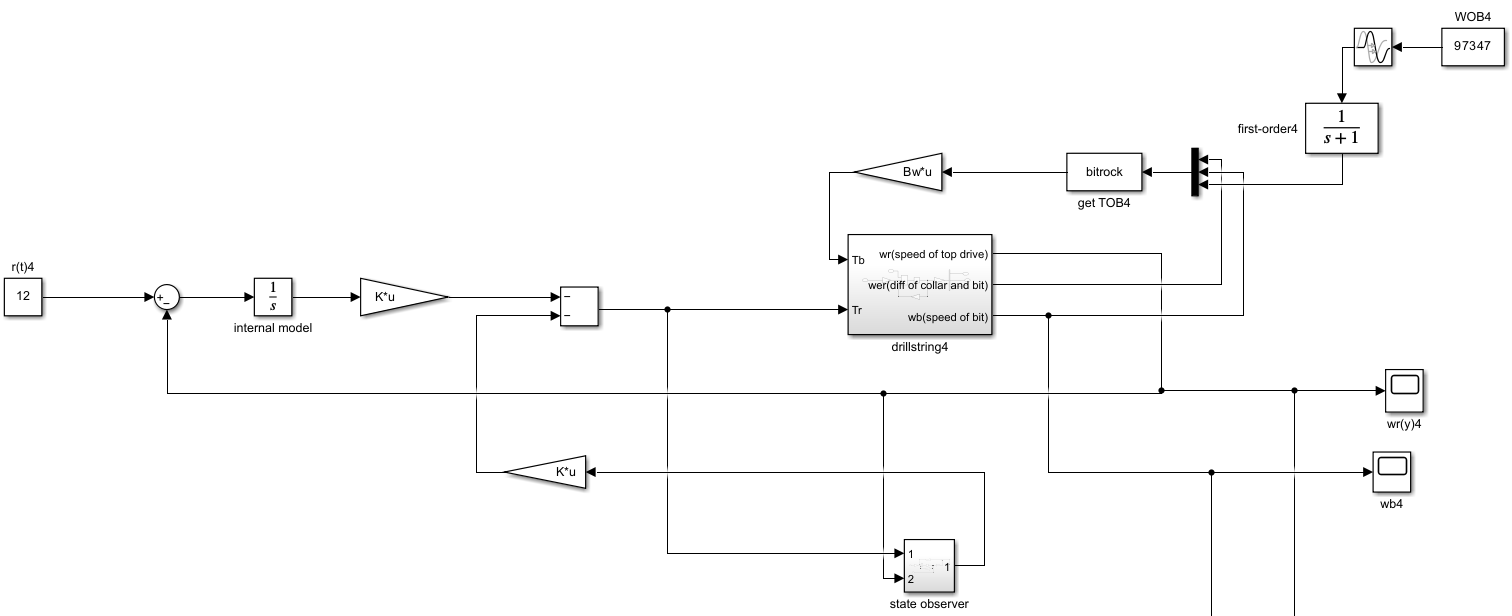 WOB4
97347
1
s+1
first-order4
Bw*u
bitrock
get TOB4
r(t)4
12
+
−
1
s
internal model
K*u
−
−
Tb
Tr
wr(speed of top drive)
wer(diff of collar and bit)
wb(speed of bit)
drillstring4
wr(y)4
K*u
wb4
1
2
1
state observer